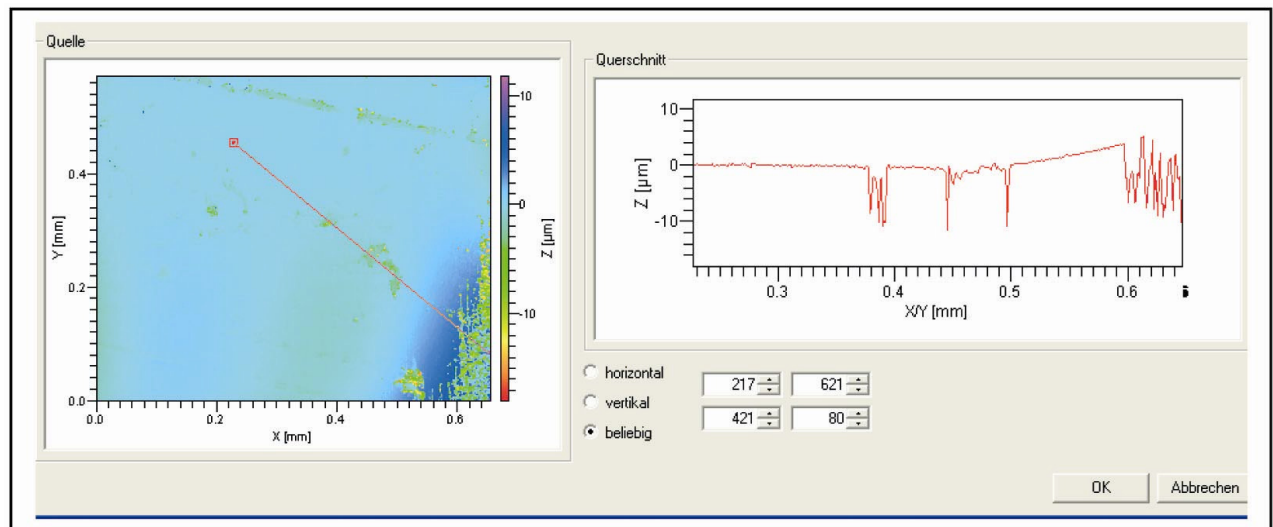 Quelle
10
0
-10
Z [µm]
0.4
0.2
0.0
Y [mm]
0.0 0.2 0.4 0.6
X [mm]
Querschnitt
10
0
-10
Z [µm]
0.3 0.4 0.5 0.6
X/Y [mm]
horizontal
vertikal
beliebig
217 621
421 80
OK Abbrechen